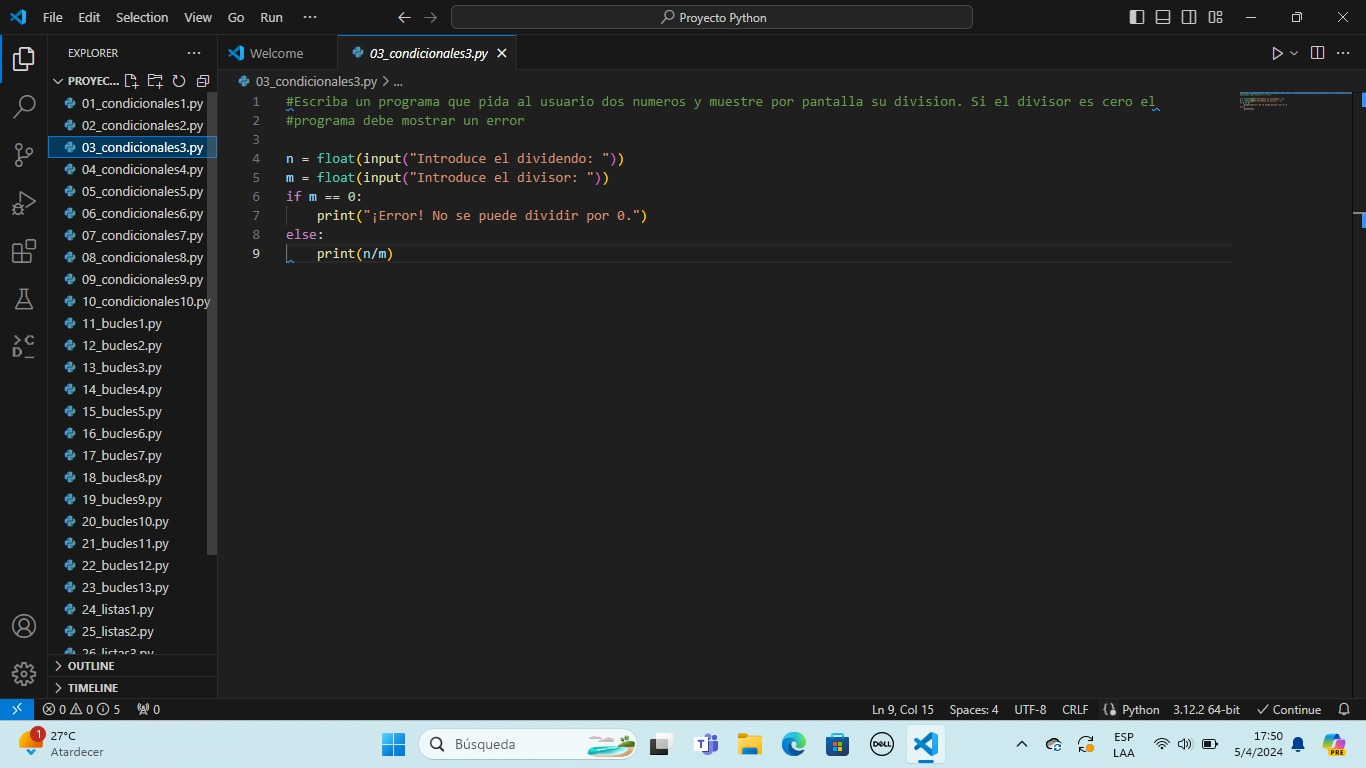 File Edit Selection View Go Run ···
Proyecto Python
EXPLORER ···
Welcome
03_condicionales3.py
PROYEC...
03_condicionales3.py > ...
01_condicionales1.py
02_condicionales2.py
03_condicionales3.py
04_condicionales4.py
05_condicionales5.py
06_condicionales6.py
07_condicionales7.py
08_condicionales8.py
09_condicionales9.py
10_condicionales10.py
11_bucles1.py
12_bucles2.py
13_bucles3.py
14_bucles4.py
15_bucles5.py
16_bucles6.py
17_bucles7.py
18_bucles8.py
19_bucles9.py
20_bucles10.py
21_bucles11.py
22_bucles12.py
23_bucles13.py
24_listas1.py
25_listas2.py
26_listas3.py
OUTLINE
TIMELINE
1 #Escriba un programa que pida al usuario dos numeros y muestre por pantalla su division. Si el divisor es cero el
2 #programa debe mostrar un error
3
4 n = float(input("Introduce el dividendo: "))
5 m = float(input("Introduce el divisor: "))
6 if m == 0:
7     print("¡Error! No se puede dividir por 0.")
8 else:
9     print(n/m)
0 0 5 0
Ln 9, Col 15 Spaces: 4 UTF-8 CRLF Python 3.12.2 64-bit Continue
1
27°C
Atardecer
Búsqueda
DELL
ESP
LAA
17:50
5/4/2024
PRE